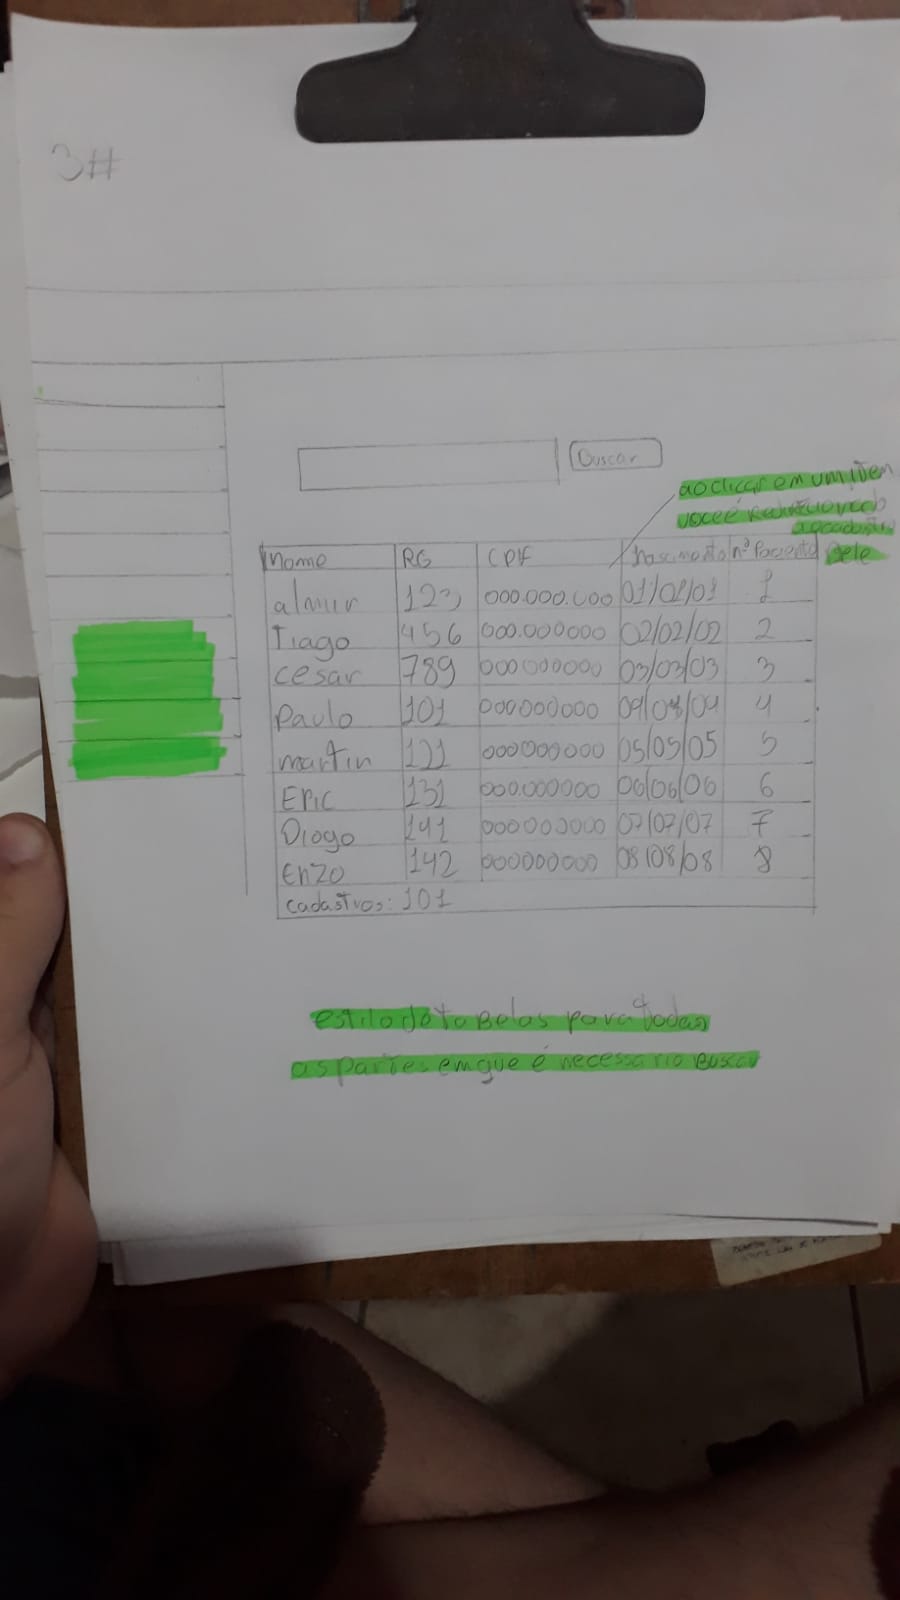 3#
Buscar
ao clicar em um iten
voce é
ao cadastro
dele
nome RG CPF nascimento nº Paciente
almir 123 000.000.000 01/01/01 1
Tiago 456 000.000000 02/02/02 2
cesar 789 000000000 03/03/03 3
Paulo 101 000000000 04/04/04 4
martin 121 000000000 05/05/05 5
Eric 131 000.000000 06/06/06 6
Diogo 141 000000000 07/07/07 7
Enzo 142 000000000 08/08/08 8
cadastros: 101
estilo de tabelas para todas
as partes em que é necessario Buscar